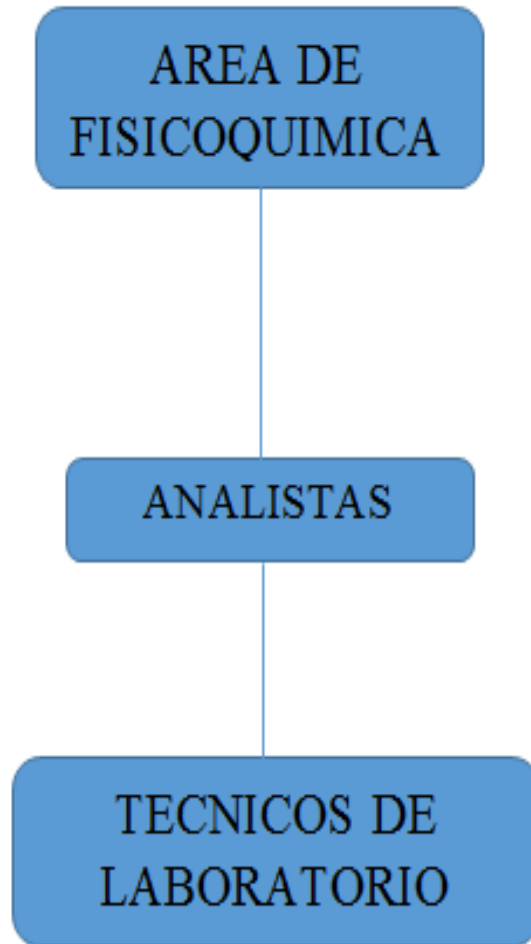 AREA DE
FISICOQUIMICA
ANALISTAS
TECNICOS DE
LABORATORIO